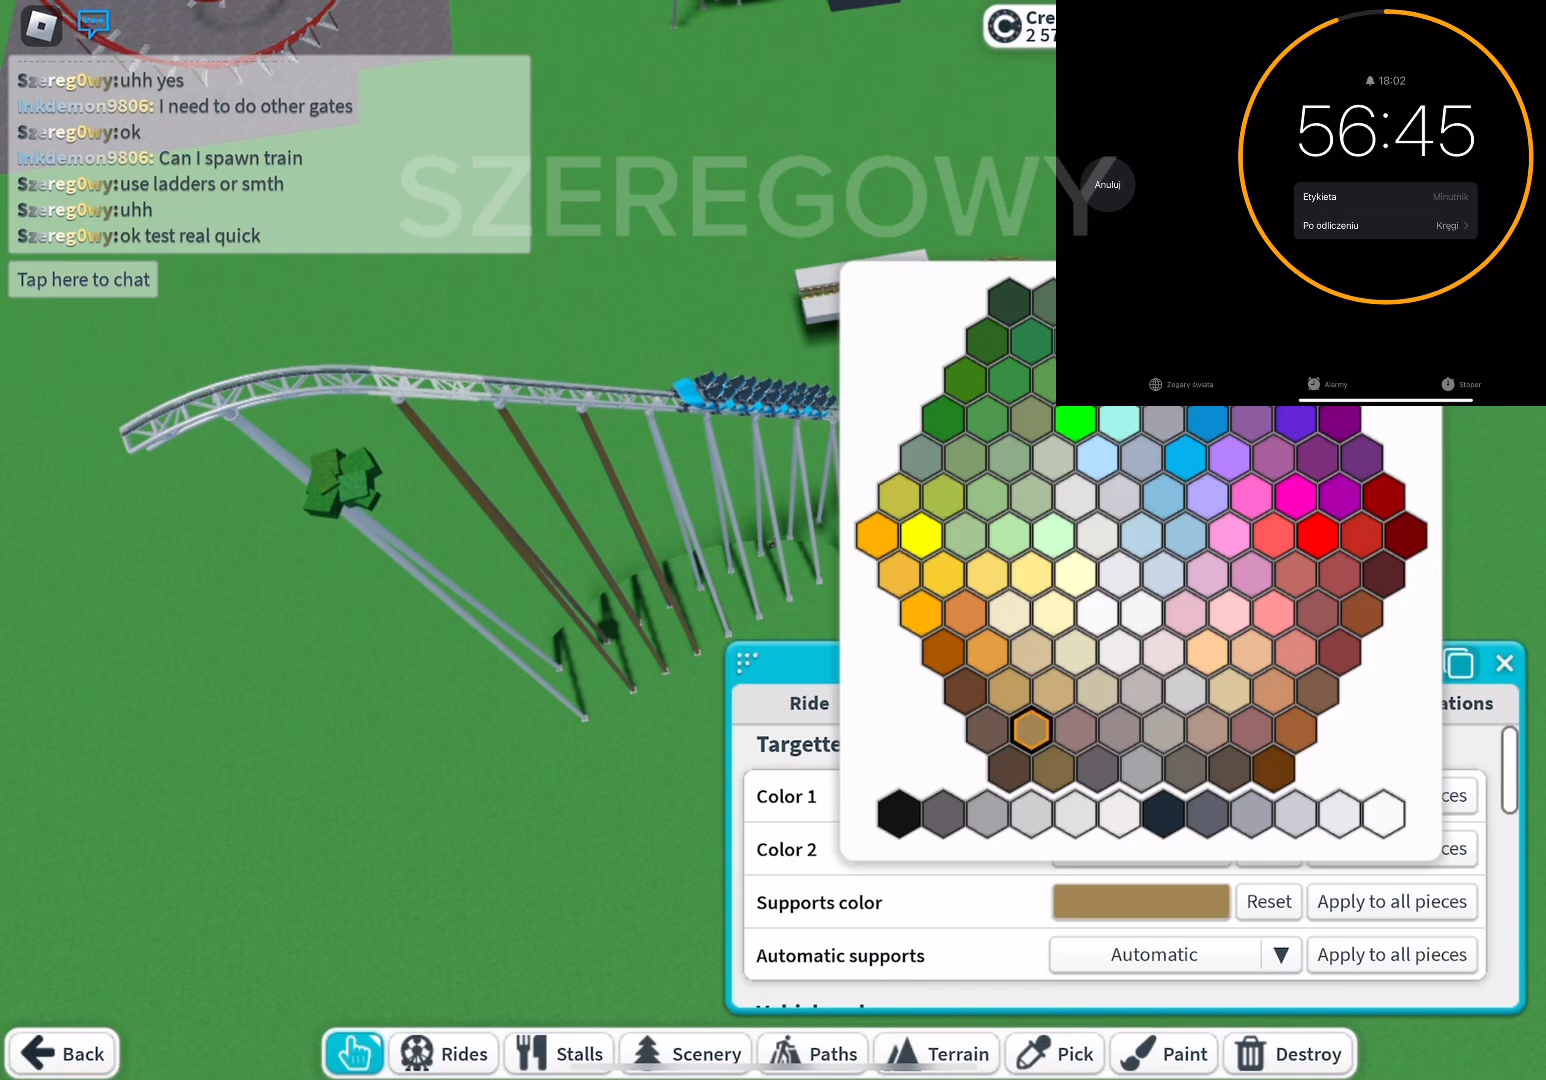 Szereg0wy:uhh yes
Inkdemon9806: I need to do other gates
Szereg0wy:ok
Inkdemon9806: Can I spawn train
Szereg0wy:use ladders or smth
Szereg0wy:uhh
Szereg0wy:ok test real quick
Tap here to chat
SZEREGOWY
Cre
2 57
18:02
56:45
Anuluj
Etykieta Minutnik
Po odliczeniu Kręgi
Zegary świata Alarmy Stoper
Ride ations
Targette
Color 1 ces
Color 2 ces
Supports color Reset Apply to all pieces
Automatic supports Automatic Apply to all pieces
Back Rides Stalls Scenery Paths Terrain Pick Paint Destroy